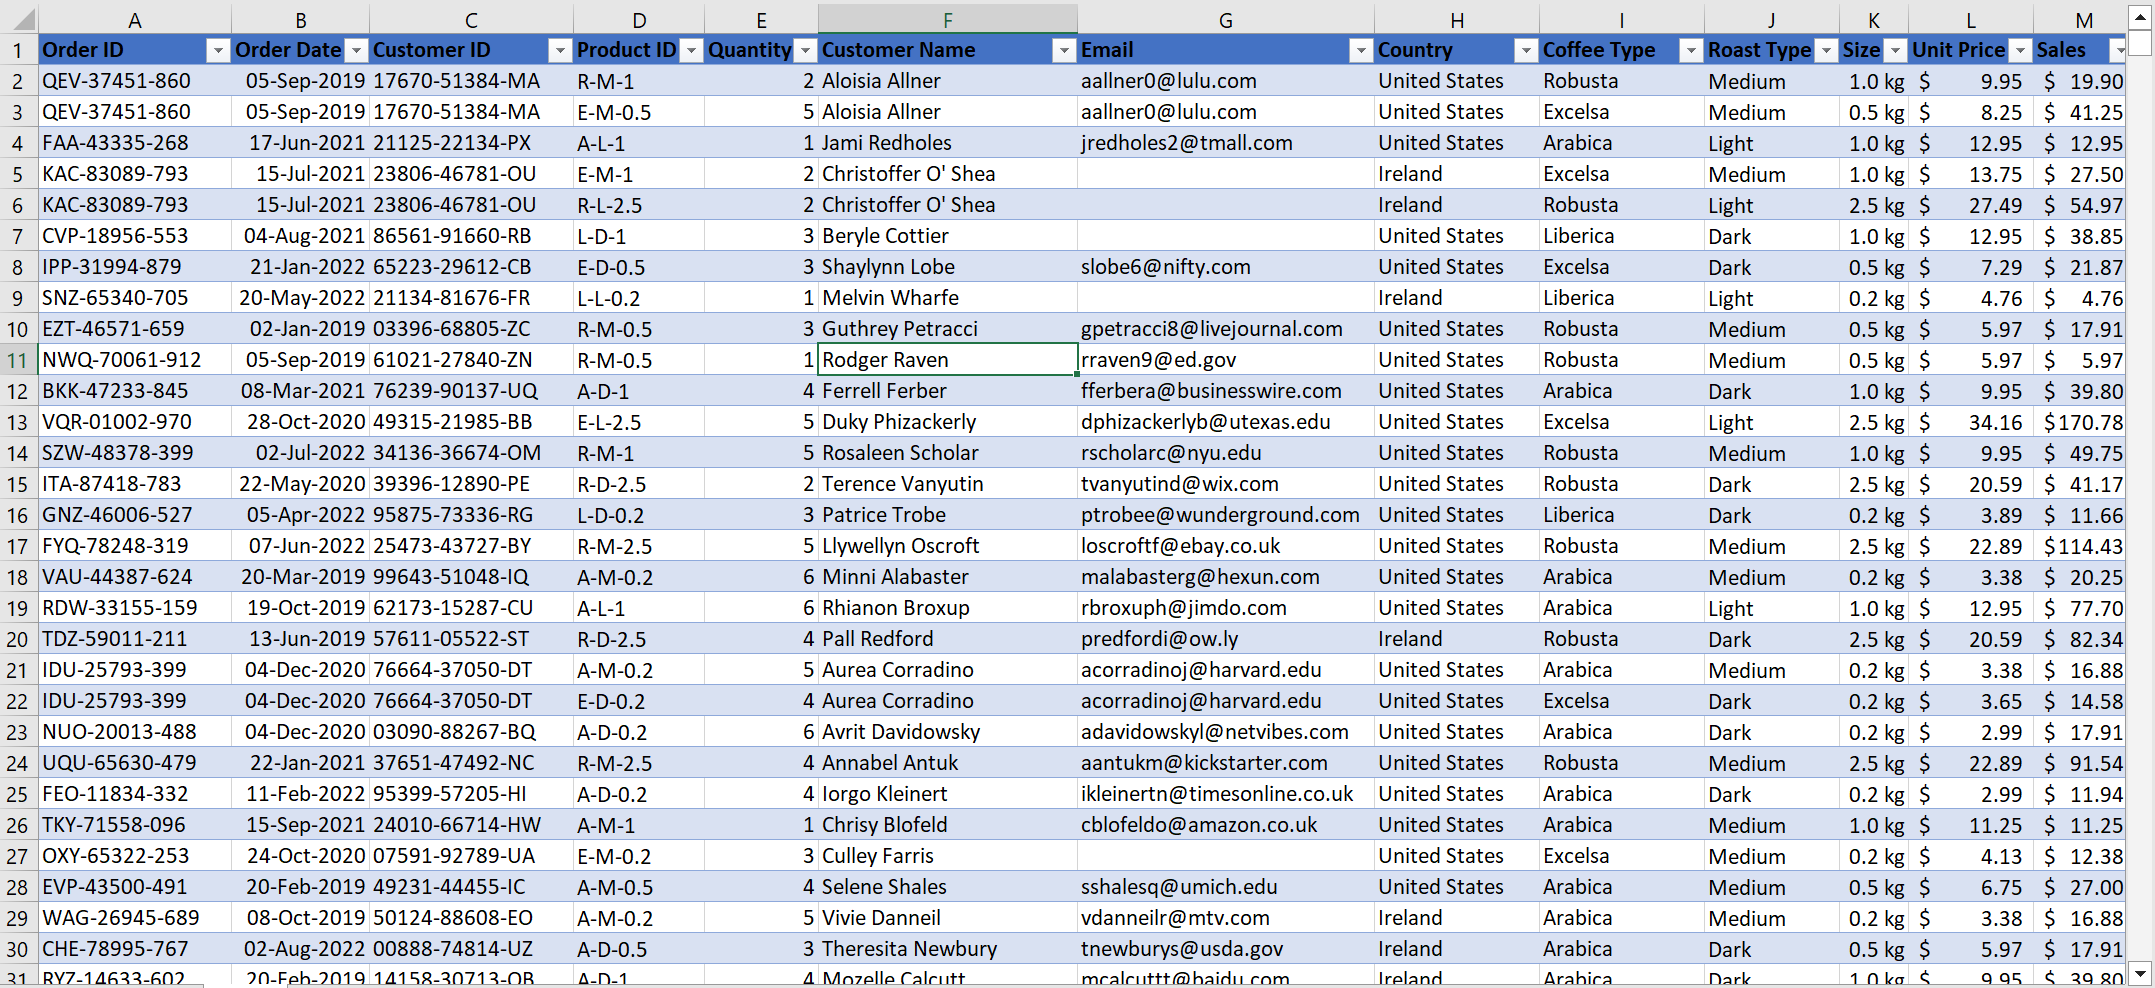 A B C D E F G H I J K L M
1 Order ID Order Date Customer ID Product ID Quantity Customer Name Email Country Coffee Type Roast Type Size Unit Price Sales
2 QEV-37451-860 05-Sep-2019 17670-51384-MA R-M-1 2 Aloisia Allner aallner0@lulu.com United States Robusta Medium 1.0 kg $ 9.95 $ 19.90
3 QEV-37451-860 05-Sep-2019 17670-51384-MA E-M-0.5 5 Aloisia Allner aallner0@lulu.com United States Excelsa Medium 0.5 kg $ 8.25 $ 41.25
4 FAA-43335-268 17-Jun-2021 21125-22134-PX A-L-1 1 Jami Redholes jredholes2@tmall.com United States Arabica Light 1.0 kg $ 12.95 $ 12.95
5 KAC-83089-793 15-Jul-2021 23806-46781-OU E-M-1 2 Christoffer O' Shea Ireland Excelsa Medium 1.0 kg $ 13.75 $ 27.50
6 KAC-83089-793 15-Jul-2021 23806-46781-OU R-L-2.5 2 Christoffer O' Shea Ireland Robusta Light 2.5 kg $ 27.49 $ 54.97
7 CVP-18956-553 04-Aug-2021 86561-91660-RB L-D-1 3 Beryle Cottier United States Liberica Dark 1.0 kg $ 12.95 $ 38.85
8 IPP-31994-879 21-Jan-2022 65223-29612-CB E-D-0.5 3 Shaylynn Lobe slobe6@nifty.com United States Excelsa Dark 0.5 kg $ 7.29 $ 21.87
9 SNZ-65340-705 20-May-2022 21134-81676-FR L-L-0.2 1 Melvin Wharfe Ireland Liberica Light 0.2 kg $ 4.76 $ 4.76
10 EZT-46571-659 02-Jan-2019 03396-68805-ZC R-M-0.5 3 Guthrey Petracci gpetracci8@livejournal.com United States Robusta Medium 0.5 kg $ 5.97 $ 17.91
11 NWQ-70061-912 05-Sep-2019 61021-27840-ZN R-M-0.5 1 Rodger Raven rraven9@ed.gov United States Robusta Medium 0.5 kg $ 5.97 $ 5.97
12 BKK-47233-845 08-Mar-2021 76239-90137-UQ A-D-1 4 Ferrell Ferber fferbera@businesswire.com United States Arabica Dark 1.0 kg $ 9.95 $ 39.80
13 VQR-01002-970 28-Oct-2020 49315-21985-BB E-L-2.5 5 Duky Phizackerly dphizackerlyb@utexas.edu United States Excelsa Light 2.5 kg $ 34.16 $170.78
14 SZW-48378-399 02-Jul-2022 34136-36674-OM R-M-1 5 Rosaleen Scholar rscholarc@nyu.edu United States Robusta Medium 1.0 kg $ 9.95 $ 49.75
15 ITA-87418-783 22-May-2020 39396-12890-PE R-D-2.5 2 Terence Vanyutin tvanyutind@wix.com United States Robusta Dark 2.5 kg $ 20.59 $ 41.17
16 GNZ-46006-527 05-Apr-2022 95875-73336-RG L-D-0.2 3 Patrice Trobe ptrobee@wunderground.com United States Liberica Dark 0.2 kg $ 3.89 $ 11.66
17 FYQ-78248-319 07-Jun-2022 25473-43727-BY R-M-2.5 5 Llywellyn Oscroft loscroftf@ebay.co.uk United States Robusta Medium 2.5 kg $ 22.89 $114.43
18 VAU-44387-624 20-Mar-2019 99643-51048-IQ A-M-0.2 6 Minni Alabaster malabasterg@hexun.com United States Arabica Medium 0.2 kg $ 3.38 $ 20.25
19 RDW-33155-159 19-Oct-2019 62173-15287-CU A-L-1 6 Rhianon Broxup rbroxuph@jimdo.com United States Arabica Light 1.0 kg $ 12.95 $ 77.70
20 TDZ-59011-211 13-Jun-2019 57611-05522-ST R-D-2.5 4 Pall Redford predfordi@ow.ly Ireland Robusta Dark 2.5 kg $ 20.59 $ 82.34
21 IDU-25793-399 04-Dec-2020 76664-37050-DT A-M-0.2 5 Aurea Corradino acorradinoj@harvard.edu United States Arabica Medium 0.2 kg $ 3.38 $ 16.88
22 IDU-25793-399 04-Dec-2020 76664-37050-DT E-D-0.2 4 Aurea Corradino acorradinoj@harvard.edu United States Excelsa Dark 0.2 kg $ 3.65 $ 14.58
23 NUO-20013-488 04-Dec-2020 03090-88267-BQ A-D-0.2 6 Avrit Davidowsky adavidowskyl@netvibes.com United States Arabica Dark 0.2 kg $ 2.99 $ 17.91
24 UQU-65630-479 22-Jan-2021 37651-47492-NC R-M-2.5 4 Annabel Antuk aantukm@kickstarter.com United States Robusta Medium 2.5 kg $ 22.89 $ 91.54
25 FEO-11834-332 11-Feb-2022 95399-57205-HI A-D-0.2 4 Iorgo Kleinert ikleinertn@timesonline.co.uk United States Arabica Dark 0.2 kg $ 2.99 $ 11.94
26 TKY-71558-096 15-Sep-2021 24010-66714-HW A-M-1 1 Chrisy Blofeld cblofeldo@amazon.co.uk United States Arabica Medium 1.0 kg $ 11.25 $ 11.25
27 OXY-65322-253 24-Oct-2020 07591-92789-UA E-M-0.2 3 Culley Farris United States Excelsa Medium 0.2 kg $ 4.13 $ 12.38
28 EVP-43500-491 20-Feb-2019 49231-44455-IC A-M-0.5 4 Selene Shales sshalesq@umich.edu United States Arabica Medium 0.5 kg $ 6.75 $ 27.00
29 WAG-26945-689 08-Oct-2019 50124-88608-EO A-M-0.2 5 Vivie Danneil vdanneilr@mtv.com Ireland Arabica Medium 0.2 kg $ 3.38 $ 16.88
30 CHE-78995-767 02-Aug-2022 00888-74814-UZ A-D-0.5 3 Theresita Newbury tnewburys@usda.gov Ireland Arabica Dark 0.5 kg $ 5.97 $ 17.91
31 RYZ-14633-602 20-Feb-2019 14158-30713-OB A-D-1 4 Mozelle Calcutt mcalcuttt@baidu.com Ireland Arabica Dark 1.0 kg $ 9.95 $ 39.80